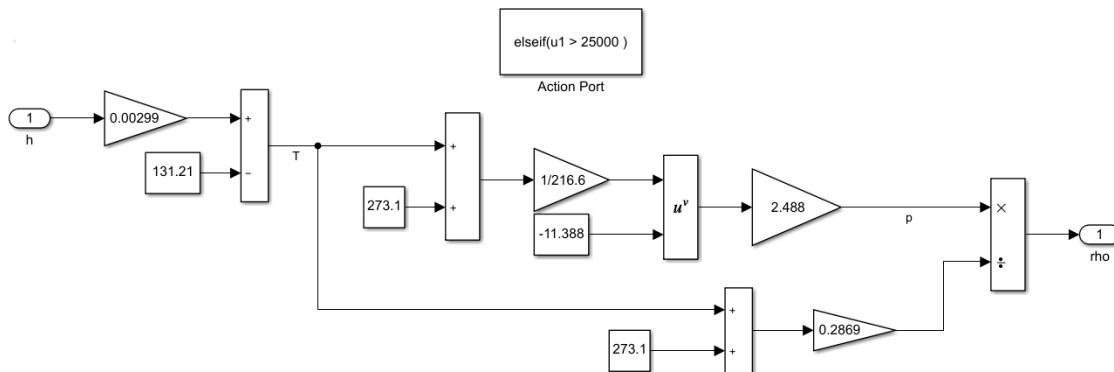 elseif(u1 > 25000 )
Action Port
1
h
0.00299
131.21
+
−
T
273.1
+
+
1/216.6
-11.388
u^v
2.488
p
273.1
+
+
0.2869
×
÷
1
rho